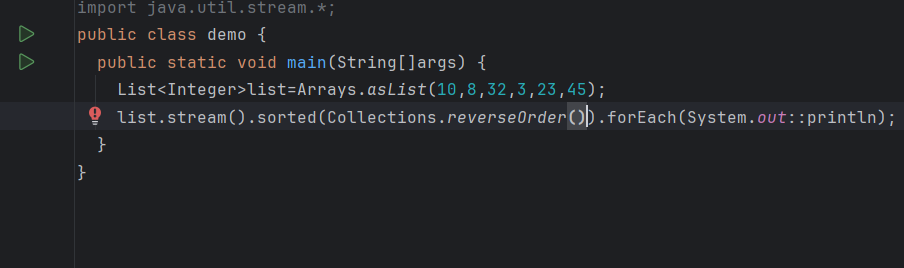 import java.util.stream.*;
public class demo {
public static void main(String[]args) {
List<Integer>list=Arrays.asList(10,8,32,3,23,45);
list.stream().sorted(Collections.reverseOrder()).forEach(System.out::println);
}
}